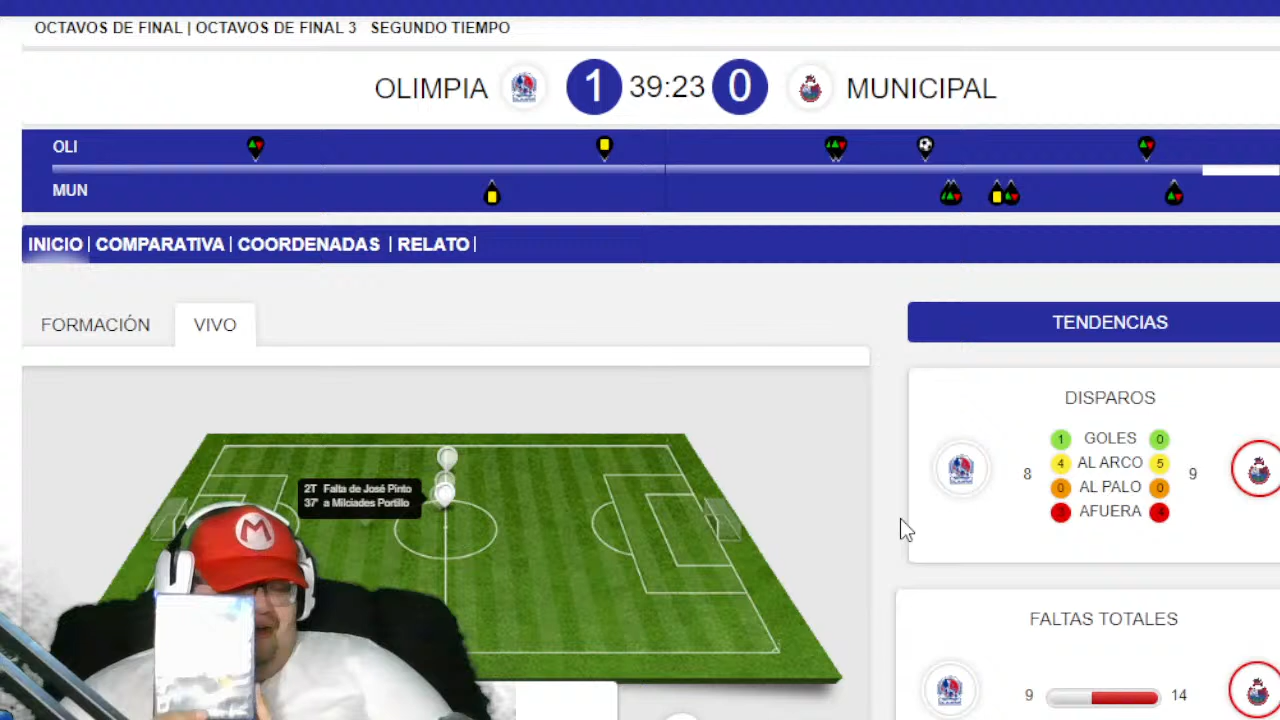 OCTAVOS DE FINAL | OCTAVOS DE FINAL 3 SEGUNDO TIEMPO
OLIMPIA 1 39:23 0 MUNICIPAL
OLI
MUN
INICIO | COMPARATIVA | COORDENADAS | RELATO |
FORMACIÓN VIVO
TENDENCIAS
DISPAROS
1 GOLES 0
4 AL ARCO 5
8 9
0 AL PALO 0
AFUERA
2T Falta de José Pinto
37' a Milciades Portillo
M
FALTAS TOTALES
9 14